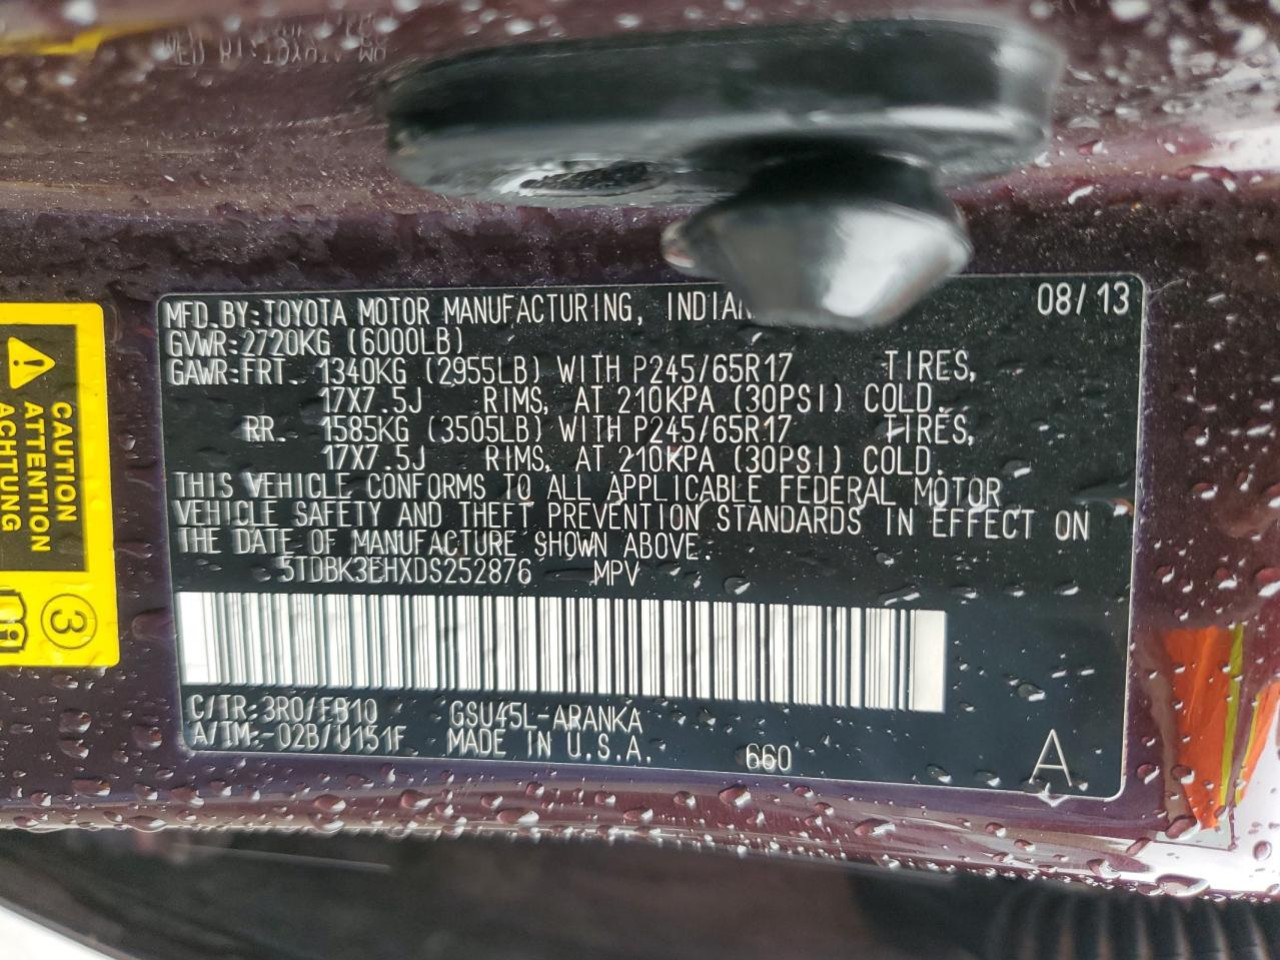 MFD. BY: TOYOTA MOTOR MANUFACTURING, 08/13
GVWR: 2720KG (6000LB)
GAWR: FRT. 1340KG (2955LB) WITH P245/65R17 TIRES,
17X7.5J RIMS, AT 210KPA (30PSI) COLD.
RR. 1585KG (3505LB) WITH P245/65R17 TIRES,
17X7.5J RIMS, AT 210KPA (30PSI) COLD.
THIS VEHICLE CONFORMS TO ALL APPLICABLE FEDERAL MOTOR
VEHICLE SAFETY AND THEFT PREVENTION STANDARDS IN EFFECT ON
THE DATE OF MANUFACTURE SHOWN ABOVE.
5TDBK3EHXDS252876 MPV
C/TR: 3R0/FB10 GSU45L-ARANKA
A/TM: -02B/U151F MADE IN U.S.A. 660
A
CAUTION
ATTENTION
ACHTUNG
3